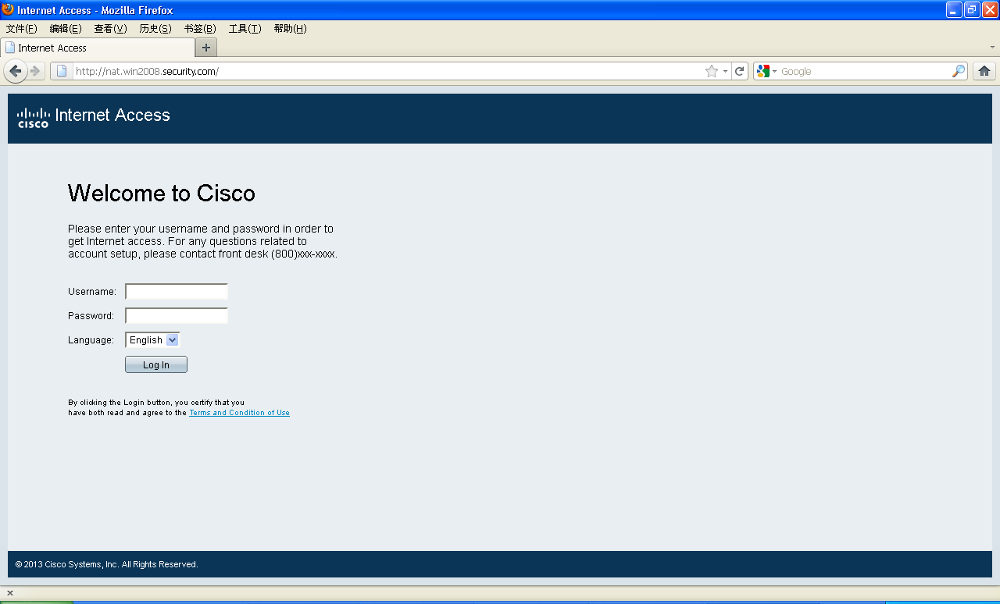 Internet Access - Mozilla Firefox
文件(F) 编辑(E) 查看(V) 历史(S) 书签(B) 工具(T) 帮助(H)
Internet Access
http://nat.win2008.security.com/ Google
CISCO Internet Access
Welcome to Cisco
Please enter your username and password in order to
get Internet access. For any questions related to
account setup, please contact front desk (800)xxx-xxxx.
Username:
Password:
Language: English
Log In
By clicking the Login button, you certify that you
have both read and agree to the Terms and Condition of Use
© 2013 Cisco Systems, Inc. All Rights Reserved.